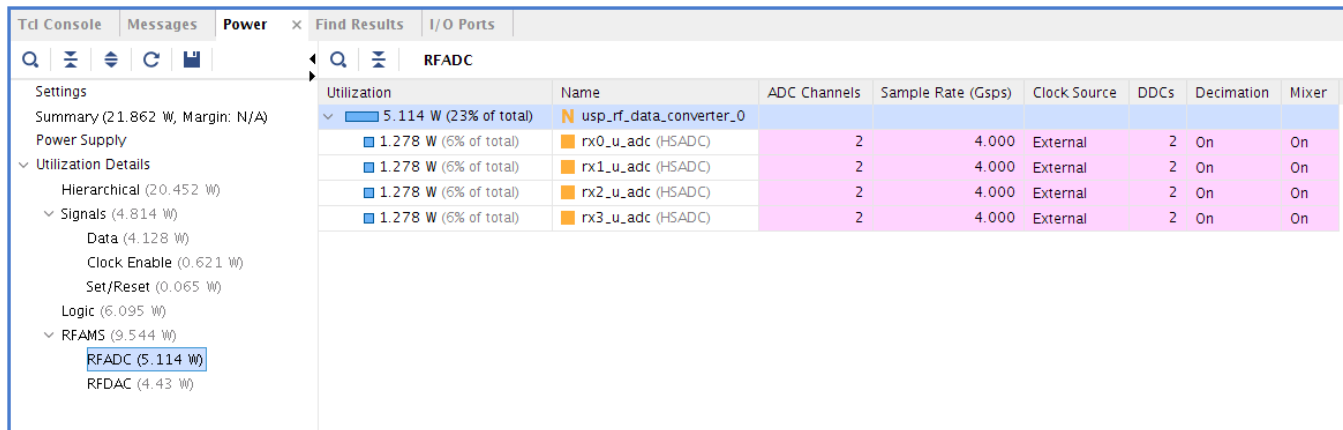 Tcl Console Messages Power × Find Results I/O Ports
RFADC
Settings
Summary (21.862 W, Margin: N/A)
Power Supply
Utilization Details
Hierarchical (20.452 W)
Signals (4.814 W)
Data (4.128 W)
Clock Enable (0.621 W)
Set/Reset (0.065 W)
Logic (6.095 W)
RFAMS (9.544 W)
RFADC (5.114 W)
RFDAC (4.43 W)
Utilization Name ADC Channels Sample Rate (Gsps) Clock Source DDCs Decimation Mixer
5.114 W (23% of total) N usp_rf_data_converter_0
1.278 W (6% of total) rx0_u_adc (HSADC) 2 4.000 External 2 On On
1.278 W (6% of total) rx1_u_adc (HSADC) 2 4.000 External 2 On On
1.278 W (6% of total) rx2_u_adc (HSADC) 2 4.000 External 2 On On
1.278 W (6% of total) rx3_u_adc (HSADC) 2 4.000 External 2 On On